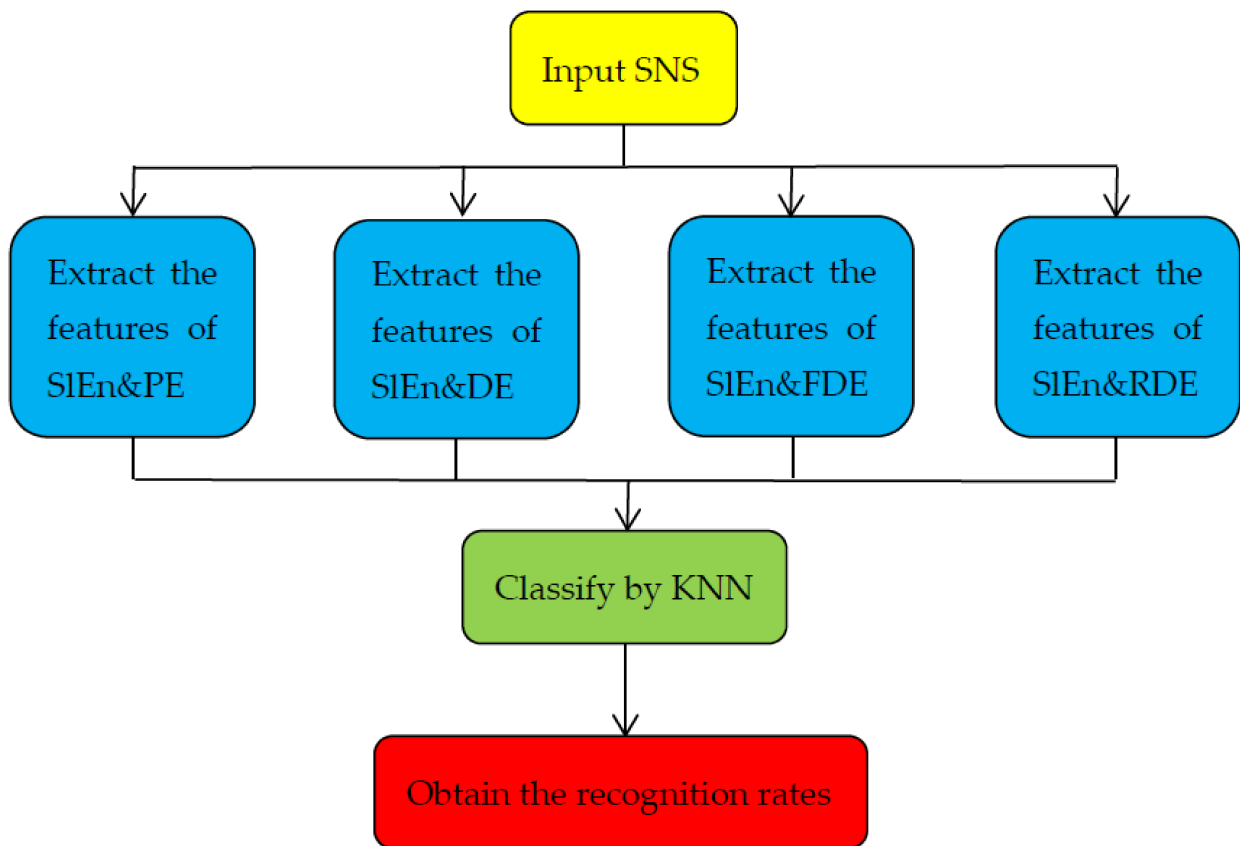 Input SNS
Extract the
features of
SlEn&PE
Extract the
features of
SlEn&DE
Extract the
features of
SlEn&FDE
Extract the
features of
SlEn&RDE
Classify by KNN
Obtain the recognition rates